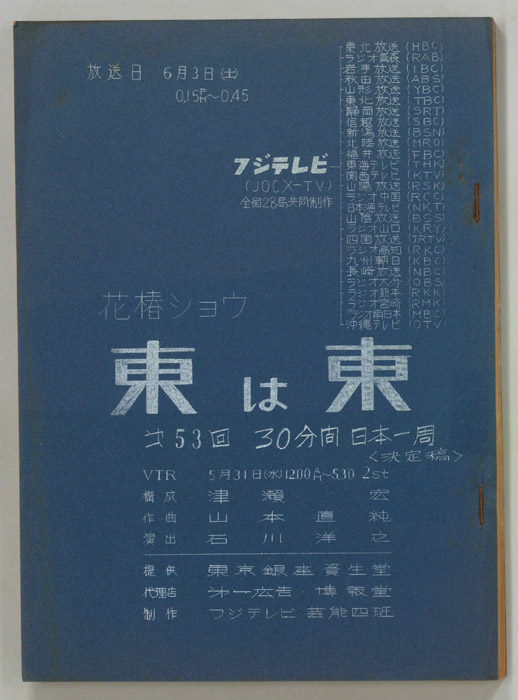 放送日 6月3日(土)
0.15PM〜0.45
フジテレビ
(JOCX-TV)
全国28局共同制作
東北放送(HBC)
ラジオ青森(RAB)
岩手放送(IBC)
秋田放送(ABS)
山形放送(YBC)
東北放送(TBC)
静岡放送(SRT)
信越放送(SBC)
新潟放送(BSN)
北陸放送(MRO)
福井放送(FBC)
東海テレビ(THK)
関西テレビ(KTV)
山陽放送(RSK)
ラジオ中国(RCC)
日本海テレビ(NKT)
山陰放送(BSS)
ラジオ山口(KRY)
四国放送(JRTV)
ラジオ高知(RKO)
九州朝日(KBC)
長崎放送(NBC)
ラジオ大分(OBS)
ラジオ熊本(RKK)
ラジオ宮崎(RMK)
ラジオ南日本(MBC)
沖縄テレビ(OTV)
花椿ショウ
東は東
㐧53回 30分間日本一周
<決定稿>
VTR 5月31日(水)12.00AM〜5.30 2st
構成 津瀬宏
作曲 山本直純
演出 石川洋之
提供 東京銀座資生堂
代理店 㐧一広告・博報堂
制作 フジテレビ 芸能四班